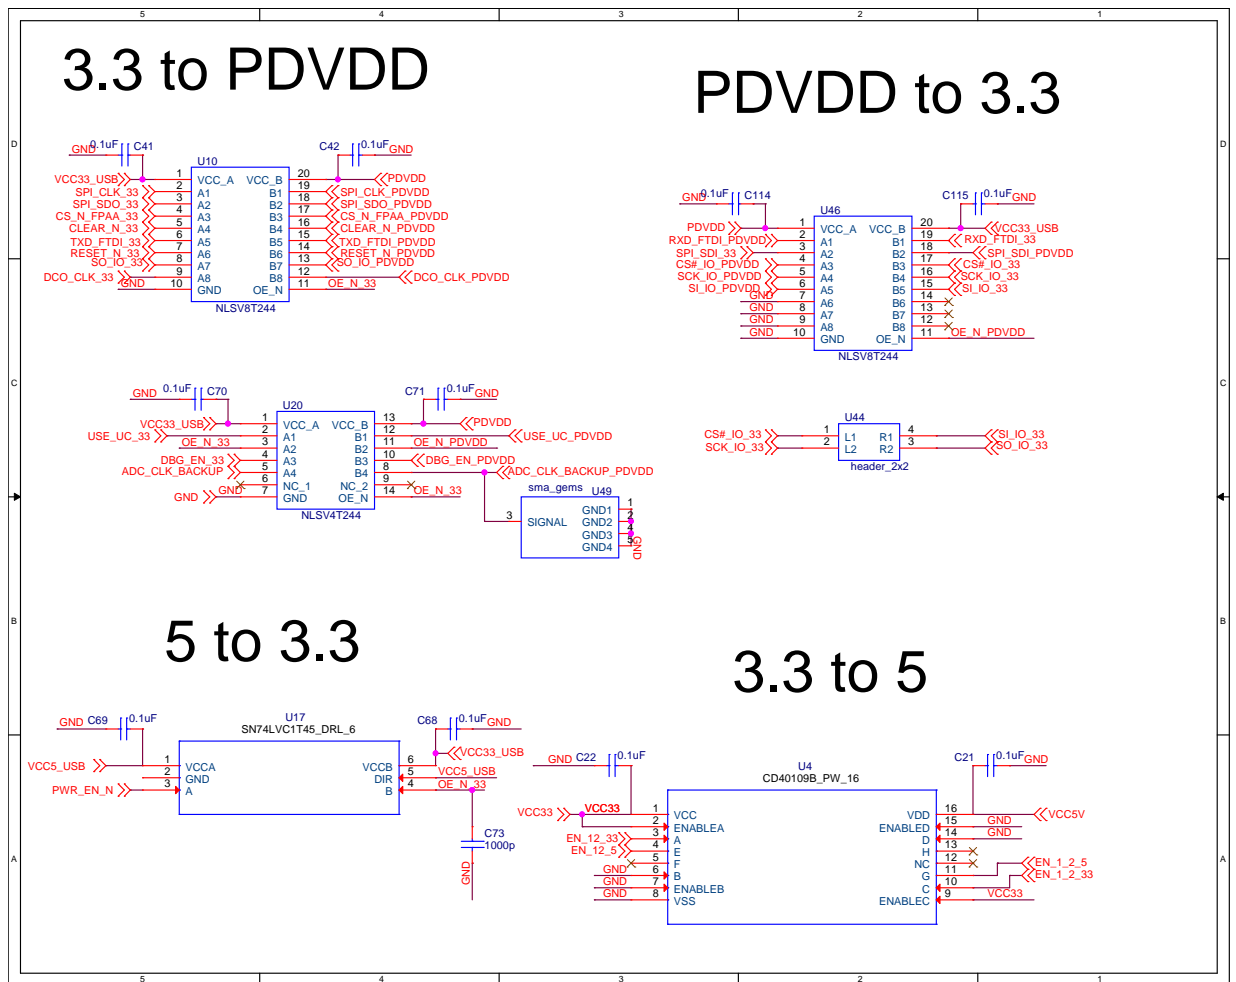 5 4 3 2 1
3.3 to PDVDD
PDVDD to 3.3
D D
GND 0.1uF C41 C42 0.1uF GND
U10
VCC33_USB 1 VCC_A VCC_B 20 PDVDD
SPI_CLK_33 2 A1 B1 19 SPI_CLK_PDVDD
SPI_SDO_33 3 A2 B2 18 SPI_SDO_PDVDD
CS_N_FPAA_33 4 A3 B3 17 CS_N_FPAA_PDVDD
CLEAR_N_33 5 A4 B4 16 CLEAR_N_PDVDD
TXD_FTDI_33 6 A5 B5 15 TXD_FTDI_PDVDD
RESET_N_33 7 A6 B6 14 RESET_N_PDVDD
SO_IO_33 8 A7 B7 13 SO_IO_PDVDD
DCO_CLK_33 9 A8 B8 12 DCO_CLK_PDVDD
GND 10 GND OE_N 11 OE_N_33
NLSV8T244
GND 0.1uF C114 C115 0.1uF GND
U46
PDVDD 1 VCC_A VCC_B 20 VCC33_USB
RXD_FTDI_PDVDD 2 A1 B1 19 RXD_FTDI_33
SPI_SDI_33 3 A2 B2 18 SPI_SDI_PDVDD
CS#_IO_PDVDD 4 A3 B3 17 CS#_IO_33
SCK_IO_PDVDD 5 A4 B4 16 SCK_IO_33
SI_IO_PDVDD 6 A5 B5 15 SI_IO_33
GND 7 A6 B6 14
GND 8 A7 B7 13
GND 9 A8 B8 12
GND 10 GND OE_N 11 OE_N_PDVDD
NLSV8T244
C C
GND 0.1uF C70 C71 0.1uF GND
U20
VCC33_USB 1 VCC_A VCC_B 13 PDVDD
USE_UC_33 2 A1 B1 12 USE_UC_PDVDD
OE_N_33 3 A2 B2 11 OE_N_PDVDD
DBG_EN_33 4 A3 B3 10 DBG_EN_PDVDD
ADC_CLK_BACKUP 5 A4 B4 8 ADC_CLK_BACKUP_PDVDD
6 NC_1 NC_2 9
GND GND 7 GND OE_N 14 OE_N_33
NLSV4T244
U44
CS#_IO_33 1 L1 R1 4 SI_IO_33
SCK_IO_33 2 L2 R2 3 SO_IO_33
header_2x2
sma_gems U49
GND1 1
3 SIGNAL GND2 2
GND3 4
GND4 5
GND
B B
5 to 3.3
3.3 to 5
GND C69 0.1uF C68 0.1uF GND
U17
SN74LVC1T45_DRL_6
VCC5_USB 1 VCCA VCCB 6 VCC33_USB
2 GND DIR 5 VCC5_USB
PWR_EN_N 3 A B 4 OE_N_33
C73
1000p
GND
GND C22 0.1uF C21 0.1uF GND
U4
CD40109B_PW_16
VCC33 VCC33 1 VCC VDD 16 VCC5V
2 ENABLEA ENABLED 15 GND
EN_12_33 3 A D 14 GND
EN_12_5 4 E H 13
5 F NC 12
GND 6 B G 11 EN_1_2_5
GND 7 ENABLEB C 10 EN_1_2_33
GND 8 VSS ENABLEC 9 VCC33
A A
5 4 3 2 1